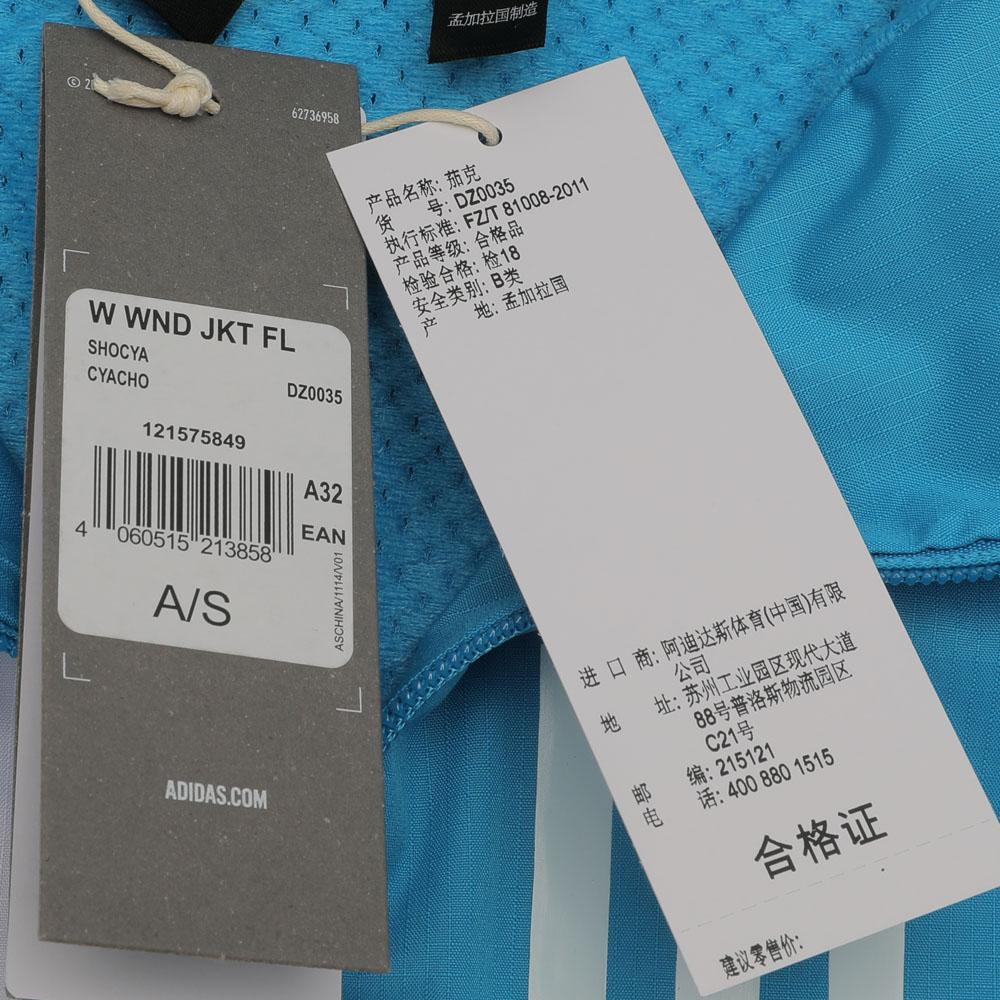 孟加拉国制造
© 2
62736958
W WND JKT FL
SHOCYA
CYACHO
DZ0035
121575849
A32
EAN
4 060515 213858
A/S
ASCHINA/1114/V01
ADIDAS.COM
产品名称: 茄克
货 号: DZ0035
执行标准: FZ/T 81008-2011
产品等级: 合格品
检验合格: 检18
安全类别: B类
产 地: 孟加拉国
进 口 商: 阿迪达斯体育(中国)有限
公司
地 址: 苏州工业园区现代大道
88号普洛斯物流园区
C21号
邮 编: 215121
电 话: 400 880 1515
合格证
建议零售价: